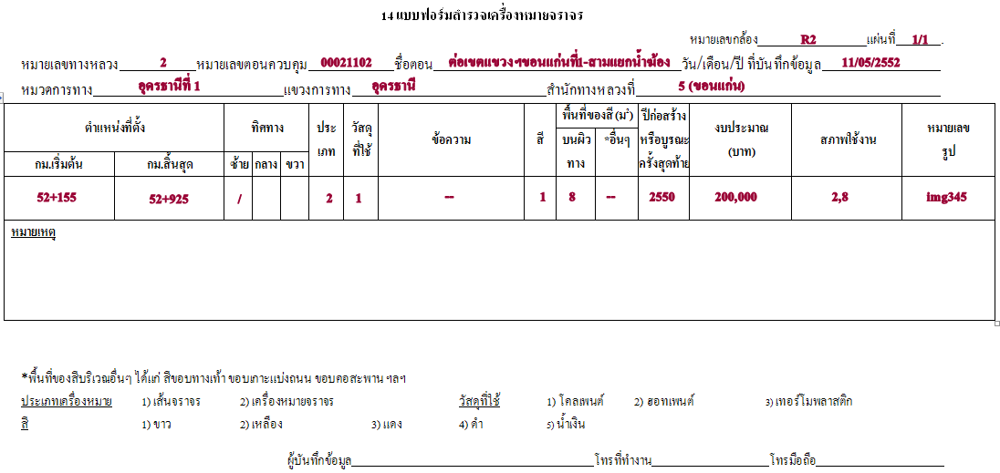 14 แบบฟอร์มสำรวจเครื่องหมายจราจร
หมายเลขกล้อง R2 แผ่นที่ 1/1 .
หมายเลขทางหลวง 2 หมายเลขตอนควบคุม 00021102 ชื่อตอน ต่อเขตแขวงฯขอนแก่นที่1-สามแยกน้ำฆ้อง วัน/เดือน/ปี ที่บันทึกข้อมูล 11/05/2552
หมวดการทาง อุดรธานีที่ 1 แขวงการทาง อุดรธานี สำนักทางหลวงที่ 5 (ขอนแก่น)
ตำแหน่งที่ตั้ง ทิศทาง ประเภท วัสดุที่ใช้ ข้อความ สี พื้นที่ของสี (ม²) ปีก่อสร้างหรือบูรณะครั้งสุดท้าย งบประมาณ (บาท) สภาพใช้งาน หมายเลขรูป
กม.เริ่มต้น กม.สิ้นสุด ซ้าย กลาง ขวา บนผิวทาง *อื่นๆ
52+155 52+925 / 2 1 -- 1 8 -- 2550 200,000 2,8 img345
หมายเหตุ
*พื้นที่ของสีบริเวณอื่นๆ ได้แก่ สีขอบทางเท้า ขอบเกาะแบ่งถนน ขอบคอสะพาน ฯลฯ
ประเภทเครื่องหมาย 1) เส้นจราจร 2) เครื่องหมายจราจร วัสดุที่ใช้ 1) โคลเพนต์ 2) ฮอทเพนต์ 3) เทอร์โมพลาสติก
สี 1) ขาว 2) เหลือง 3) แดง 4) ดำ 5) น้ำเงิน
ผู้บันทึกข้อมูล โทรที่ทำงาน โทรมือถือ